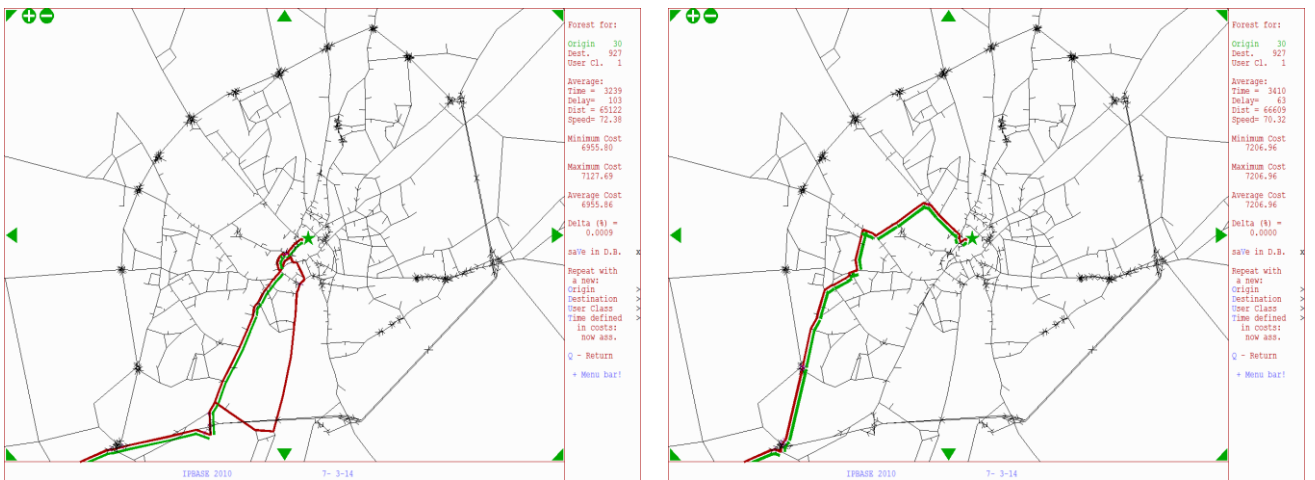 Forest for:
Origin 30
Dest. 927
User Cl. 1
Average:
Time = 3239
Delay= 103
Dist = 65122
Speed= 72.38
Minimum Cost
6955.80
Maximum Cost
7127.69
Average Cost
6955.86
Delta (%) =
0.0009
saVe in D.B. x
Repeat with
a new:
Origin >
Destination >
User Class >
Time defined >
in costs:
now ass.
Q - Return
+ Menu bar!
IPBASE 2010 7- 3-14
Forest for:
Origin 30
Dest. 927
User Cl. 1
Average:
Time = 3410
Delay= 63
Dist = 66609
Speed= 70.32
Minimum Cost
7206.96
Maximum Cost
7206.96
Average Cost
7206.96
Delta (%) =
0.0000
saVe in D.B. x
Repeat with
a new:
Origin >
Destination >
User Class >
Time defined >
in costs:
now ass.
Q - Return
+ Menu bar!
IPBASE 2010 7- 3-14